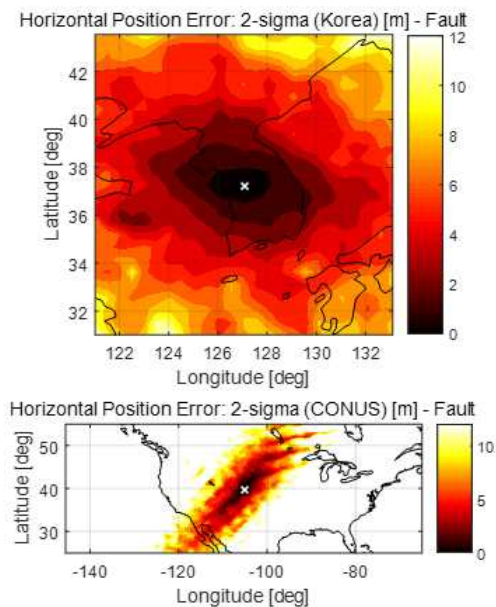 Horizontal Position Error: 2-sigma (Korea) [m] - Fault
Latitude [deg]
42
40
38
36
34
32
122 124 126 128 130 132
Longitude [deg]
12
10
8
6
4
2
0
Horizontal Position Error: 2-sigma (CONUS) [m] - Fault
Latitude [deg]
50
40
30
-140 -120 -100 -80
Longitude [deg]
10
5
0